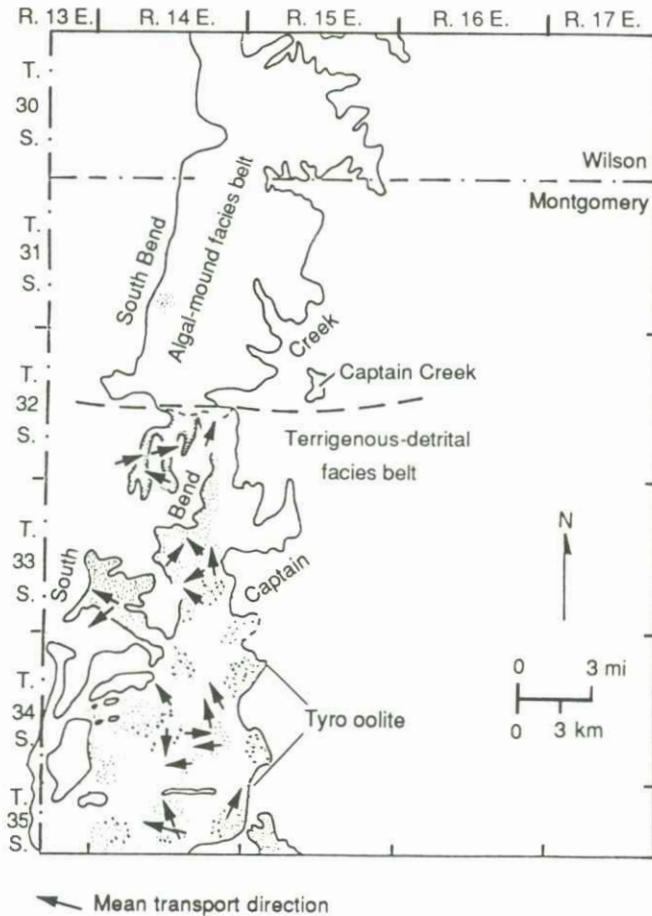 R. 13 E. R. 14 E. R. 15 E. R. 16 E. R. 17 E.
T.
30
S.
Wilson
Montgomery
T.
31
S.
South Bend
Algal-mound facies belt
Creek
Captain Creek
T.
32
S.
Terrigenous-detrital
facies belt
Bend
T.
33
S.
South
Captain
N
T.
34
S.
0 3 mi
0 3 km
Tyro oolite
T.
35
S.
Mean transport direction